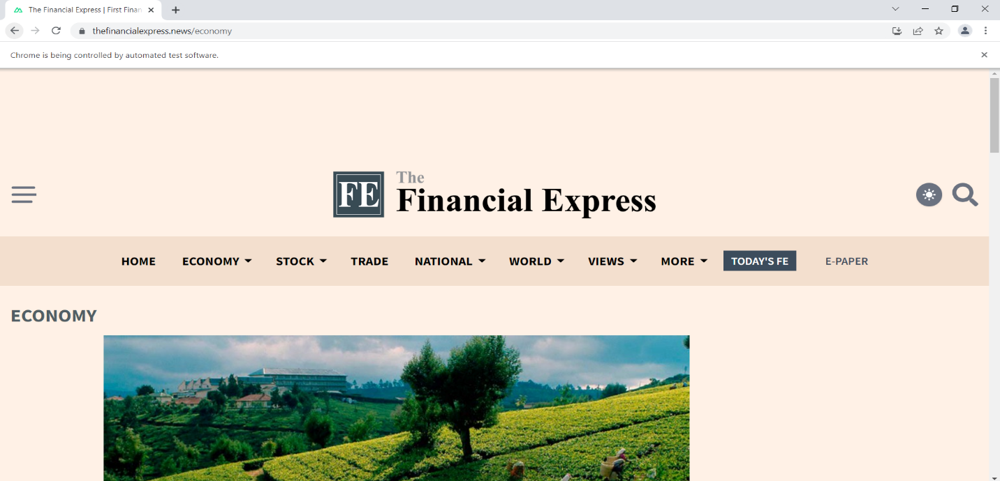 The Financial Express | First Finan
thefinancialexpress.news/economy
Chrome is being controlled by automated test software.
FE The
Financial Express
HOME ECONOMY STOCK TRADE NATIONAL WORLD VIEWS MORE TODAY'S FE E-PAPER
ECONOMY